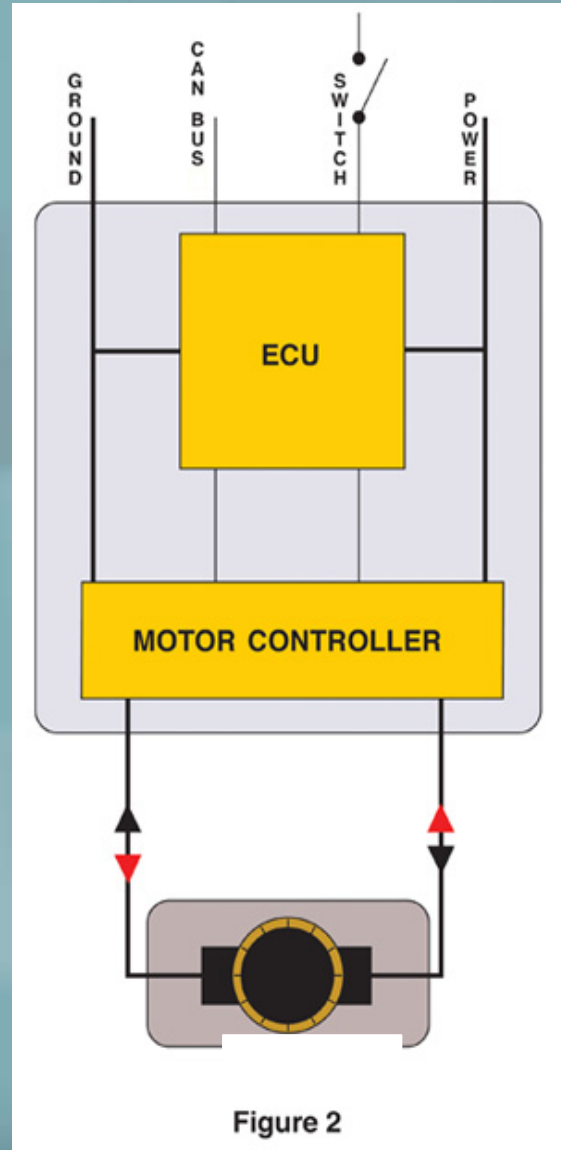 GROUND
CAN BUS
SWITCH
POWER
ECU
MOTOR CONTROLLER
Figure 2